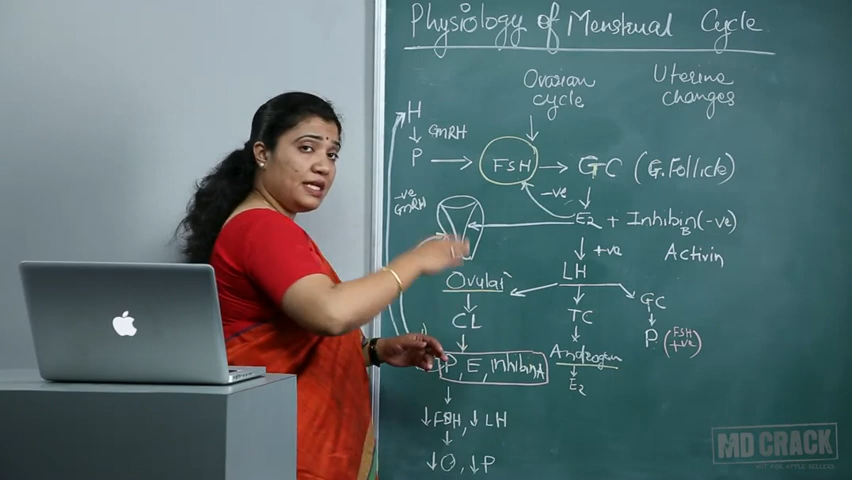 Physiology of Menstrual Cycle
Ovarian cycle
Uterine changes
H
GnRH
P
FSH
GC (G. Follicle)
-ve
GnRH
-ve
E2 + Inhibin B (-ve)
+ve
Activin
LH
Ovulat
GC
CL
TC
P (FSH +ve)
P, E, Inhibin A
Androgen
E2
↓FSH, ↓LH
↓O, ↓P
MD CRACK